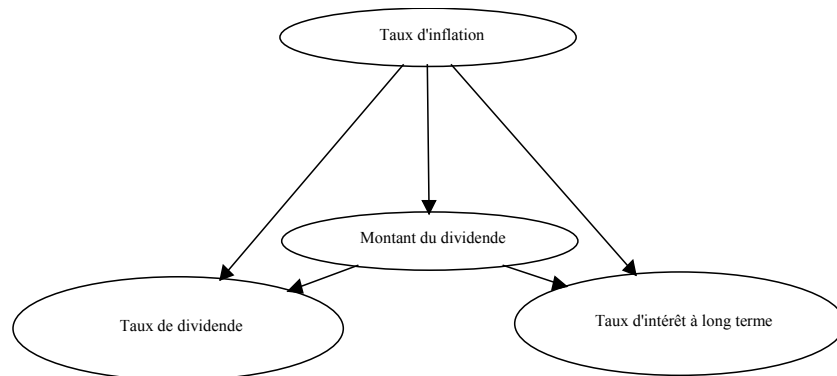 Taux d'inflation
Montant du dividende
Taux de dividende
Taux d'intérêt à long terme